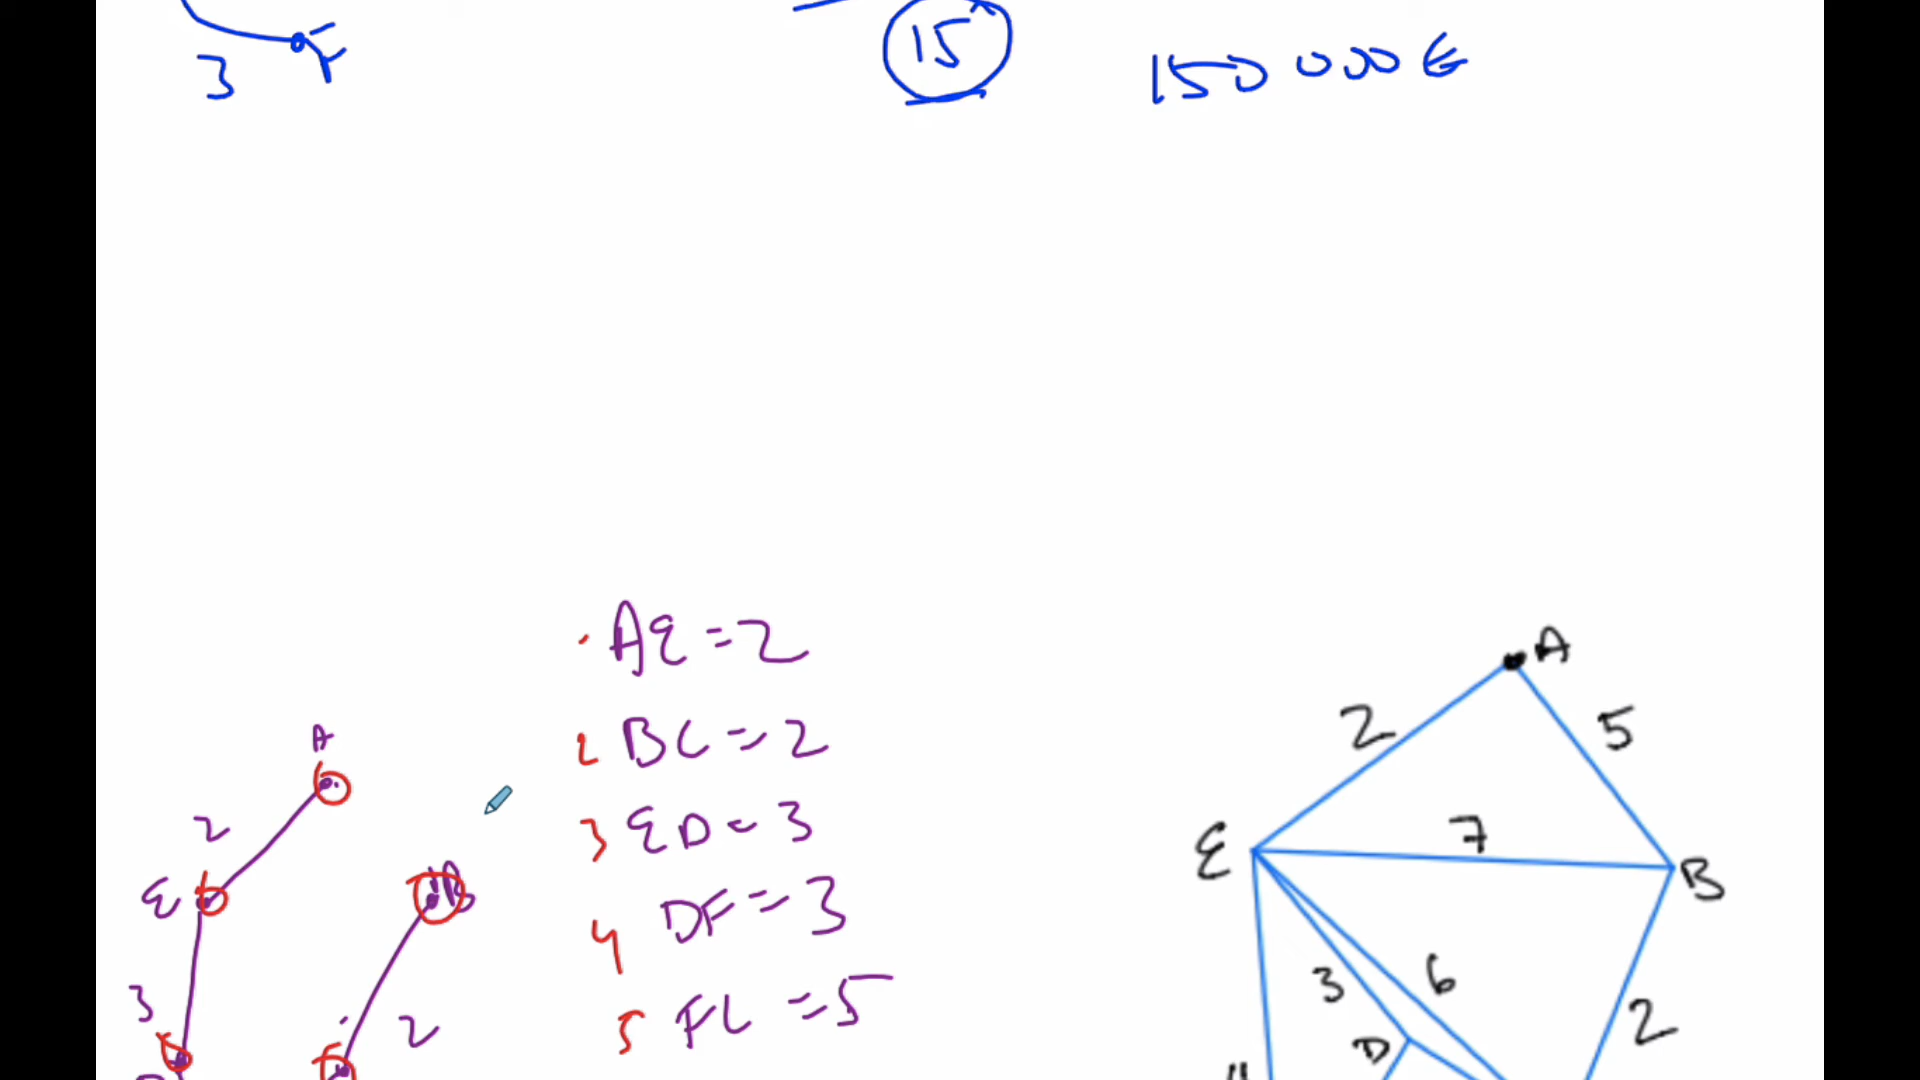 3 F
15
150 000 €
AE = 2
2 BC = 2
3 ED = 3
4 DF = 3
5 FC = 5
A
2
E
B
3
2
A
2
5
E
7
B
3
6
2
D